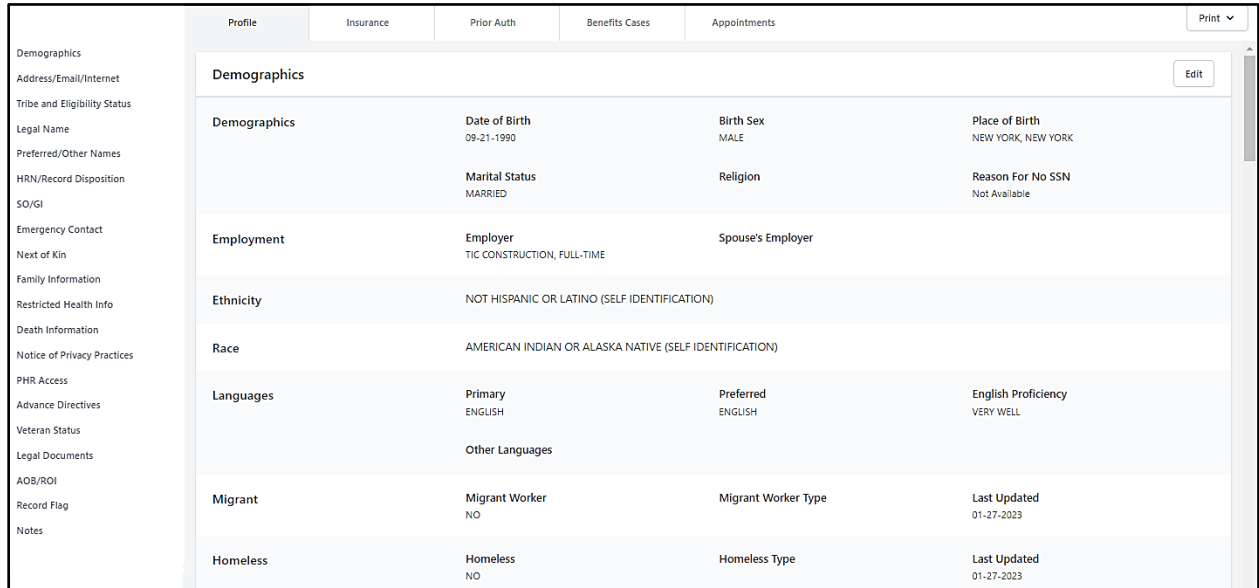 Profile
Insurance
Prior Auth
Benefits Cases
Appointments
Print
Demographics
Address/Email/Internet
Tribe and Eligibility Status
Legal Name
Preferred/Other Names
HRN/Record Disposition
SO/GI
Emergency Contact
Next of Kin
Family Information
Restricted Health Info
Death Information
Notice of Privacy Practices
PHR Access
Advance Directives
Veteran Status
Legal Documents
AOB/ROI
Record Flag
Notes
Demographics
Edit
Demographics
Date of Birth
09-21-1990
Birth Sex
MALE
Place of Birth
NEW YORK, NEW YORK
Marital Status
MARRIED
Religion
Reason For No SSN
Not Available
Employment
Employer
TIC CONSTRUCTION, FULL-TIME
Spouse's Employer
Ethnicity
NOT HISPANIC OR LATINO (SELF IDENTIFICATION)
Race
AMERICAN INDIAN OR ALASKA NATIVE (SELF IDENTIFICATION)
Languages
Primary
ENGLISH
Preferred
ENGLISH
English Proficiency
VERY WELL
Other Languages
Migrant
Migrant Worker
NO
Migrant Worker Type
Last Updated
01-27-2023
Homeless
Homeless
NO
Homeless Type
Last Updated
01-27-2023